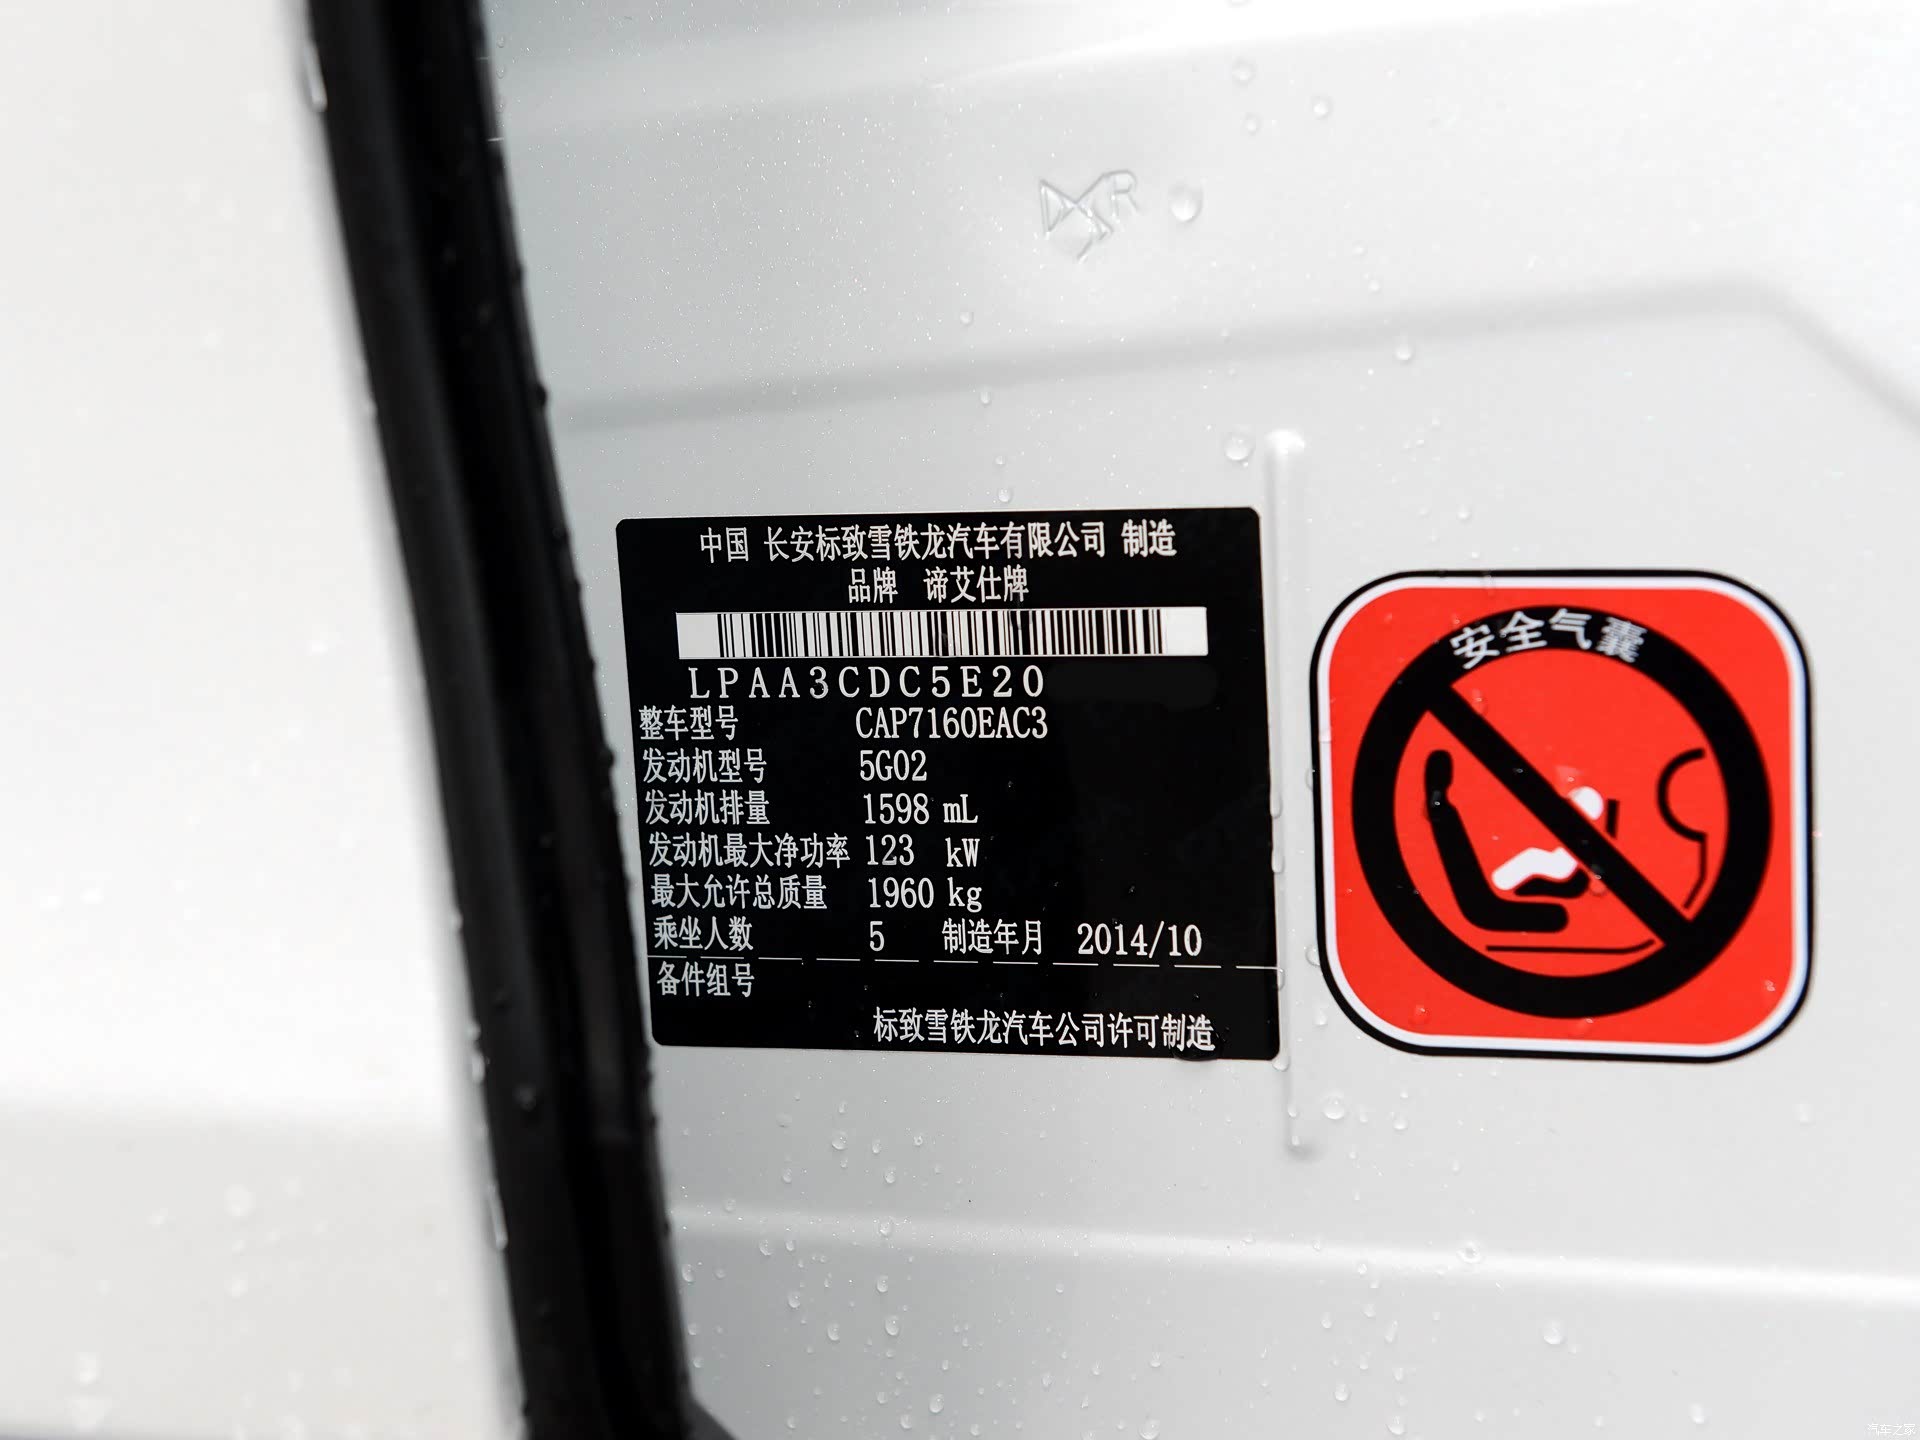 中国 长安标致雪铁龙汽车有限公司 制造
品牌 谛艾仕牌
LPAA3CDC5E20
整车型号 CAP7160EAC3
发动机型号 5G02
发动机排量 1598 mL
发动机最大净功率 123 kW
最大允许总质量 1960 kg
乘坐人数 5 制造年月 2014/10
备件组号
标致雪铁龙汽车公司许可制造
安全气囊
汽车之家